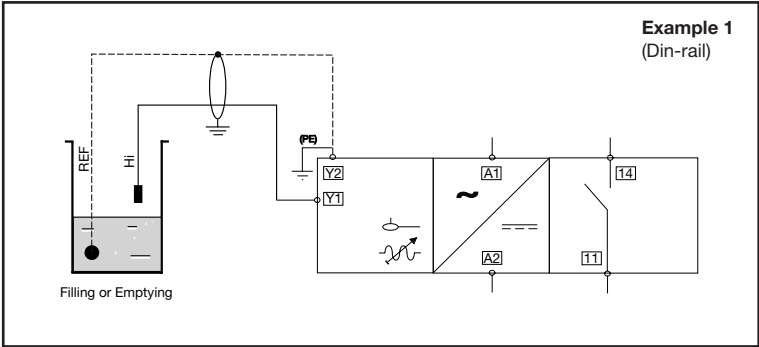 Example 1
(Din-rail)
REF
Hi
(PE)
Y2
Y1
A1
~
A2
14
11
Filling or Emptying